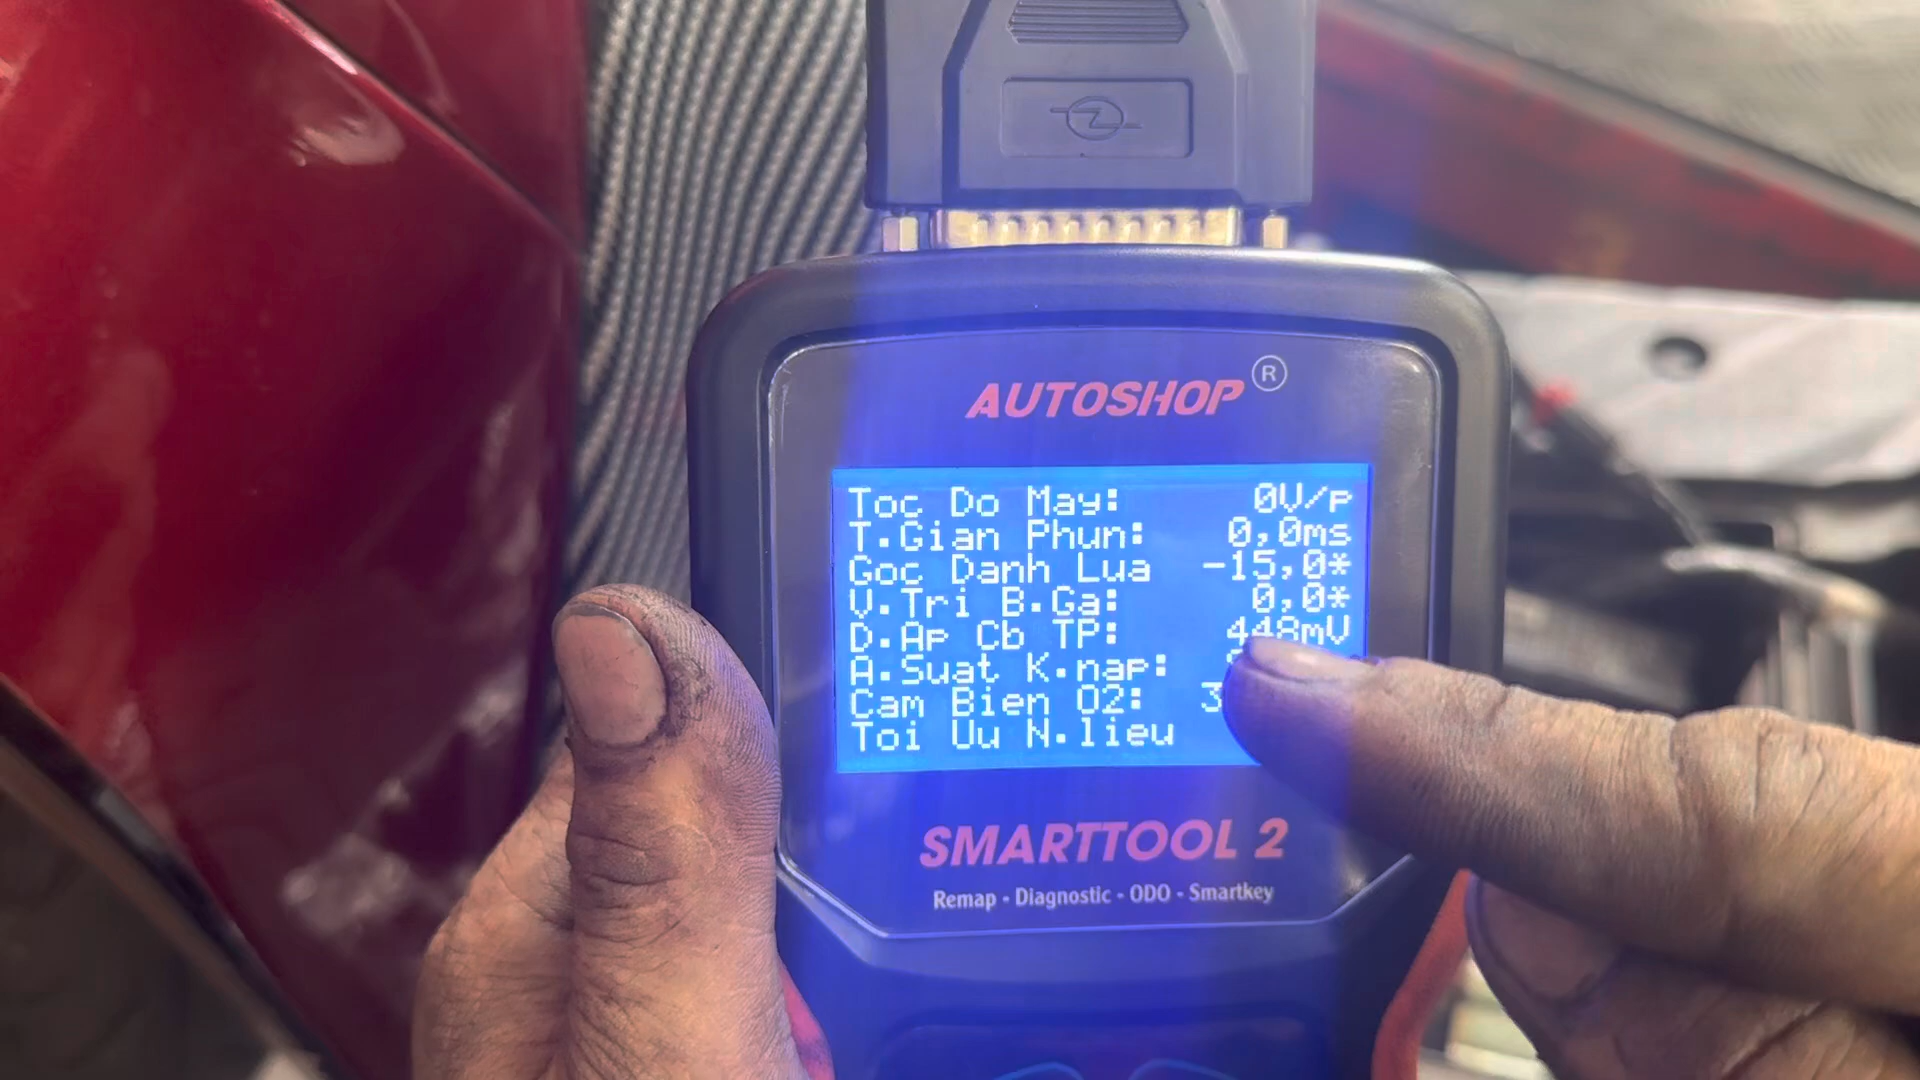 AUTOSHOP ®
Toc Do May: 0V/p
T.Gian Phun: 0,0ms
Goc Danh Lua -15,0*
V.Tri B.Ga: 0,0*
D.Ap Cb TP: 448mV
A.Suat K.nap:
Cam Bien O2: 3
Toi Uu N.lieu
SMARTTOOL 2
Remap - Diagnostic - ODO - Smartkey